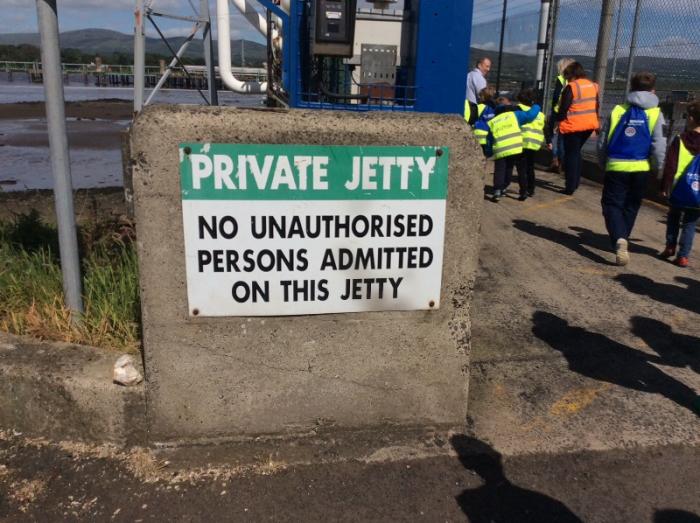 PRIVATE JETTY
NO UNAUTHORISED
PERSONS ADMITTED
ON THIS JETTY